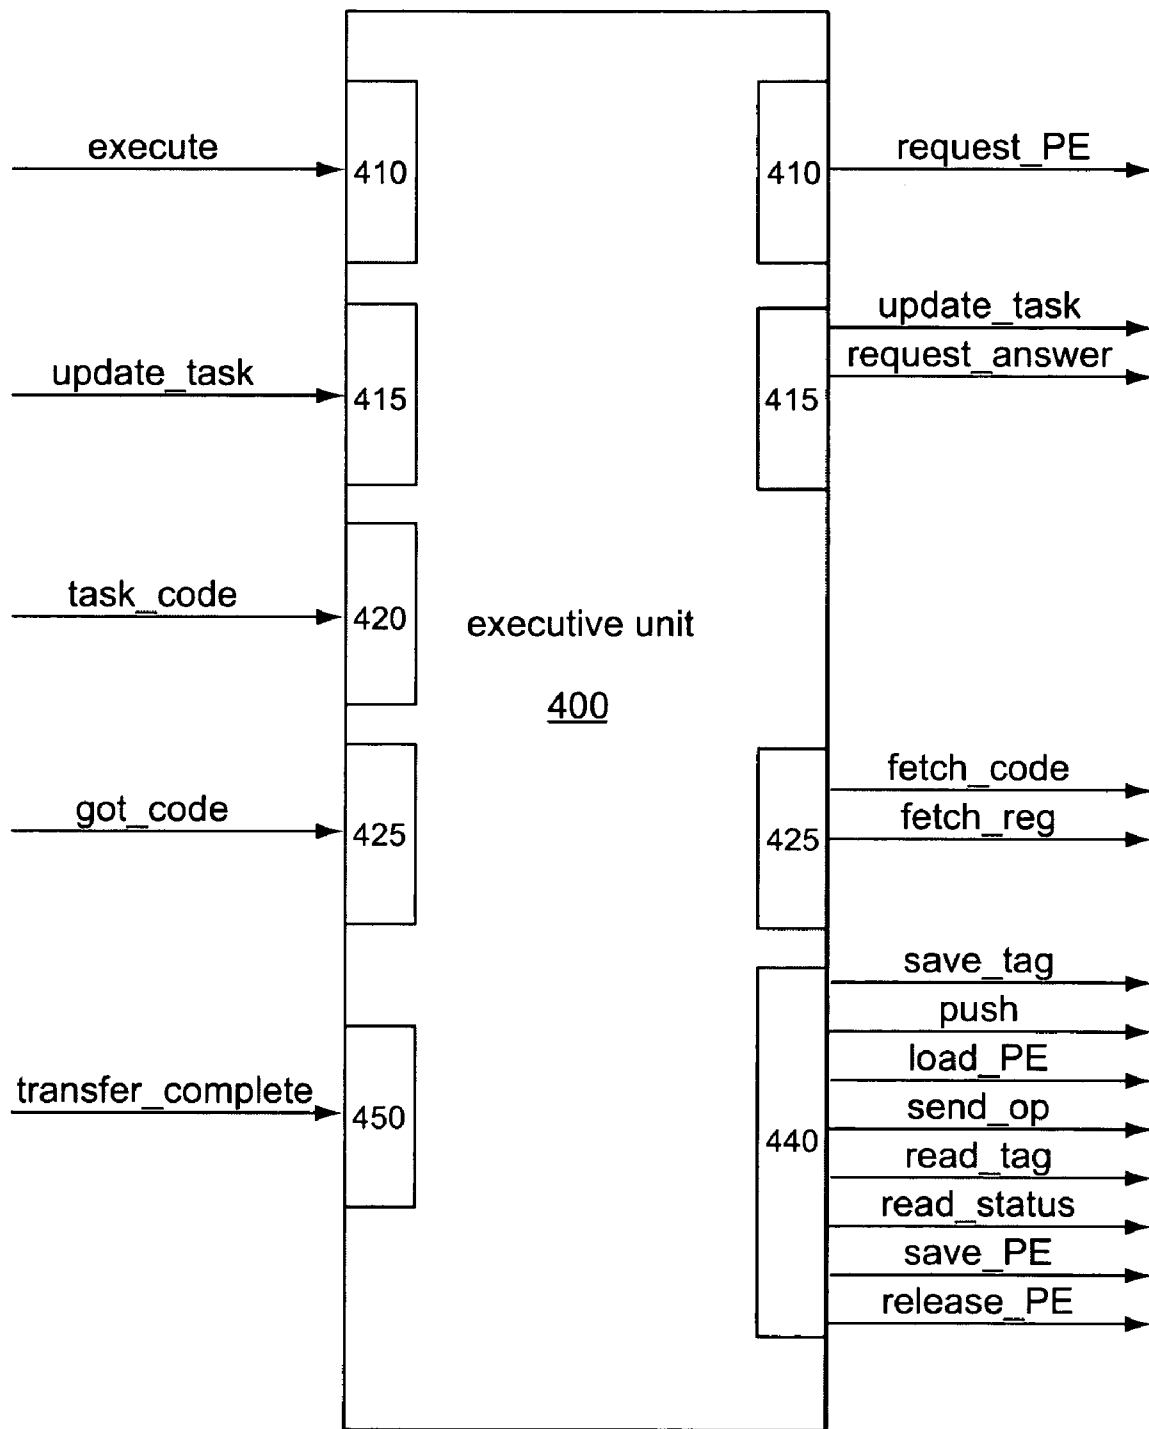 execute
410
410
request_PE
update_task
request_answer
update_task
415
415
task_code
420
executive unit
400
got_code
425
425
fetch_code
fetch_reg
save_tag
push
load_PE
transfer_complete
450
440
send_op
read_tag
read_status
save_PE
release_PE